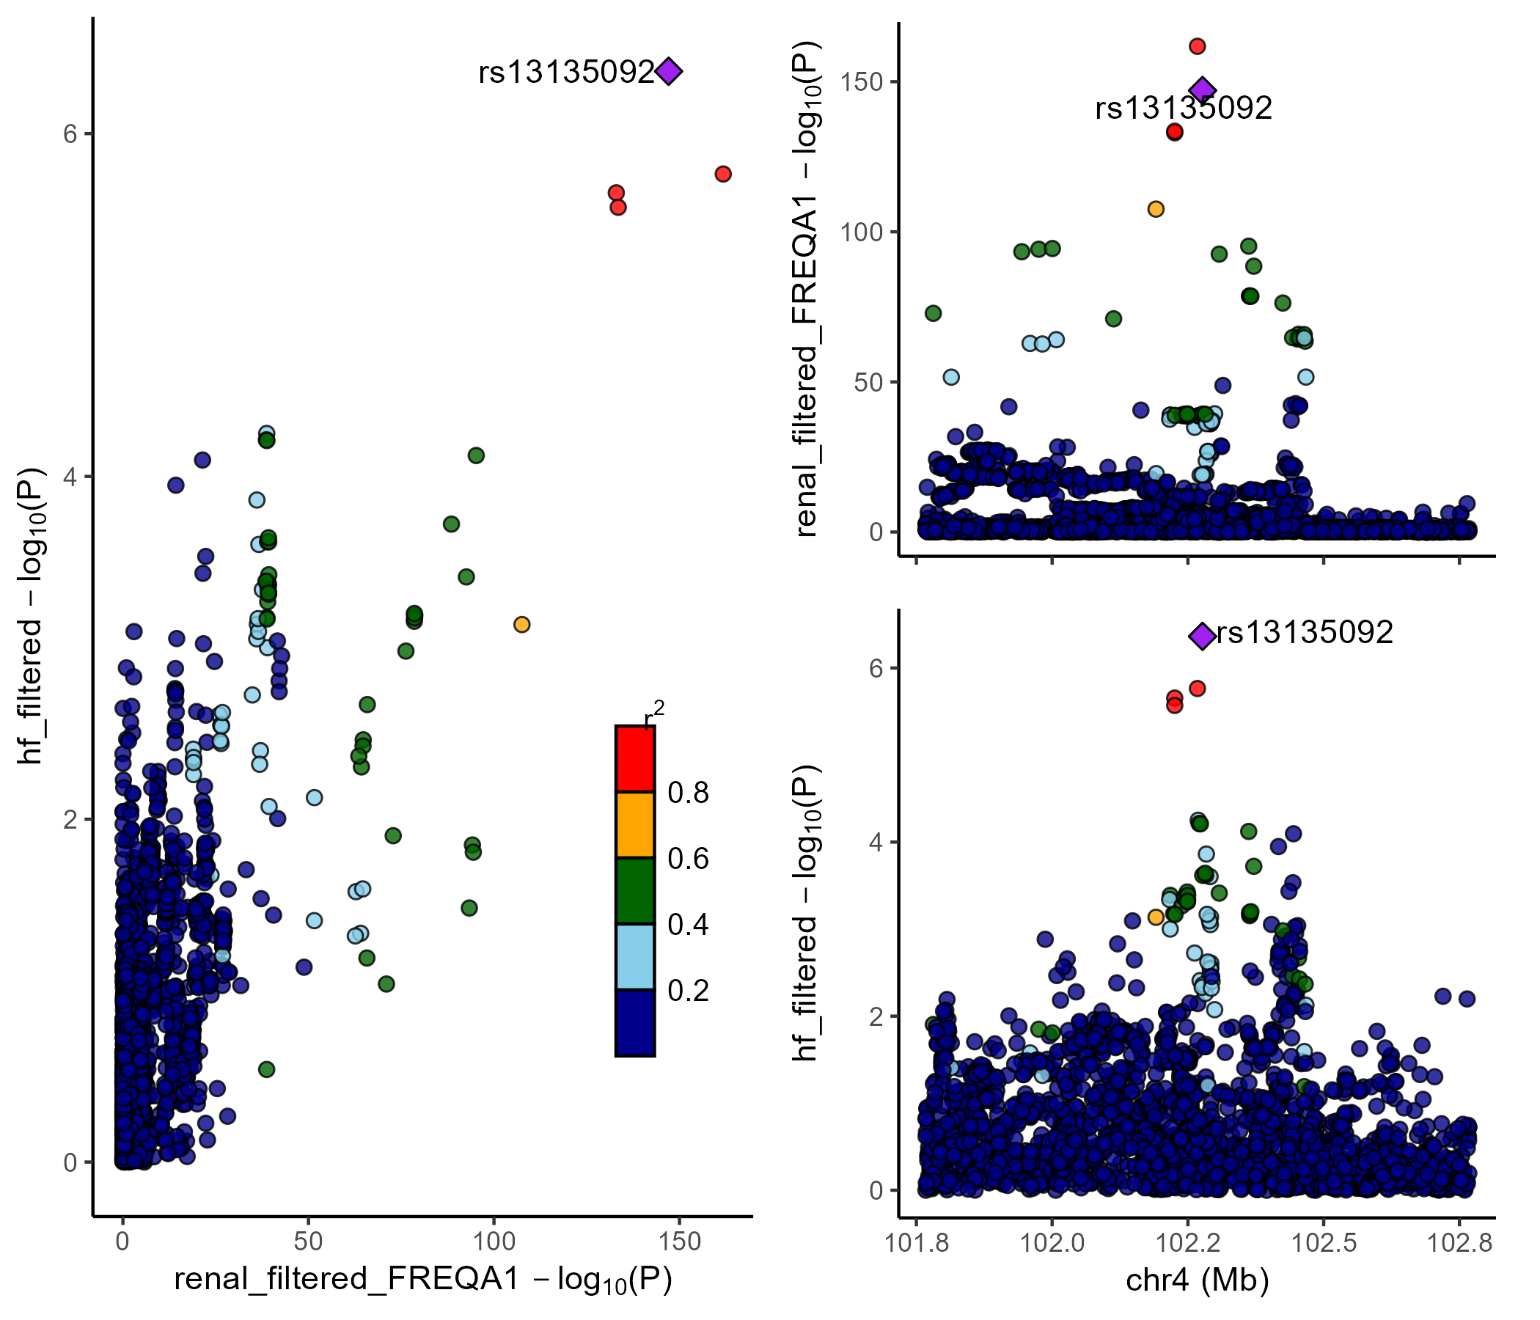 hf_filtered − log10(P)
6
4
2
0
rs13135092
r2
0.8
0.6
0.4
0.2
0 50 100 150
renal_filtered_FREQA1 − log10(P)
renal_filtered_FREQA1 − log10(P)
150
100
50
0
rs13135092
hf_filtered − log10(P)
6
4
2
0
rs13135092
101.8 102.0 102.2 102.5 102.8
chr4 (Mb)